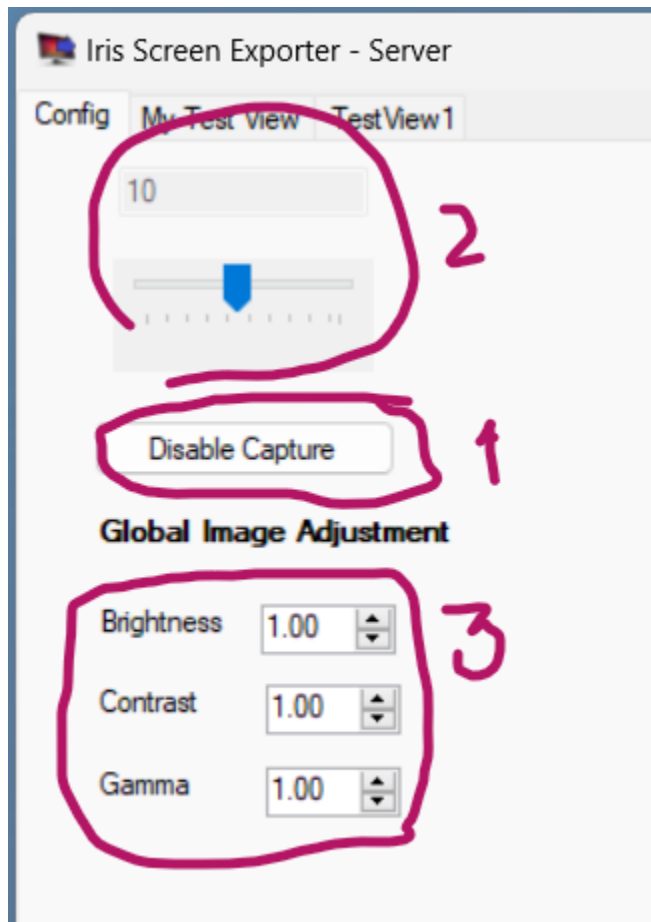 Iris Screen Exporter - Server
Config My Test View TestView1
10
2
Disable Capture
1
Global Image Adjustment
Brightness 1.00
3
Contrast 1.00
Gamma 1.00